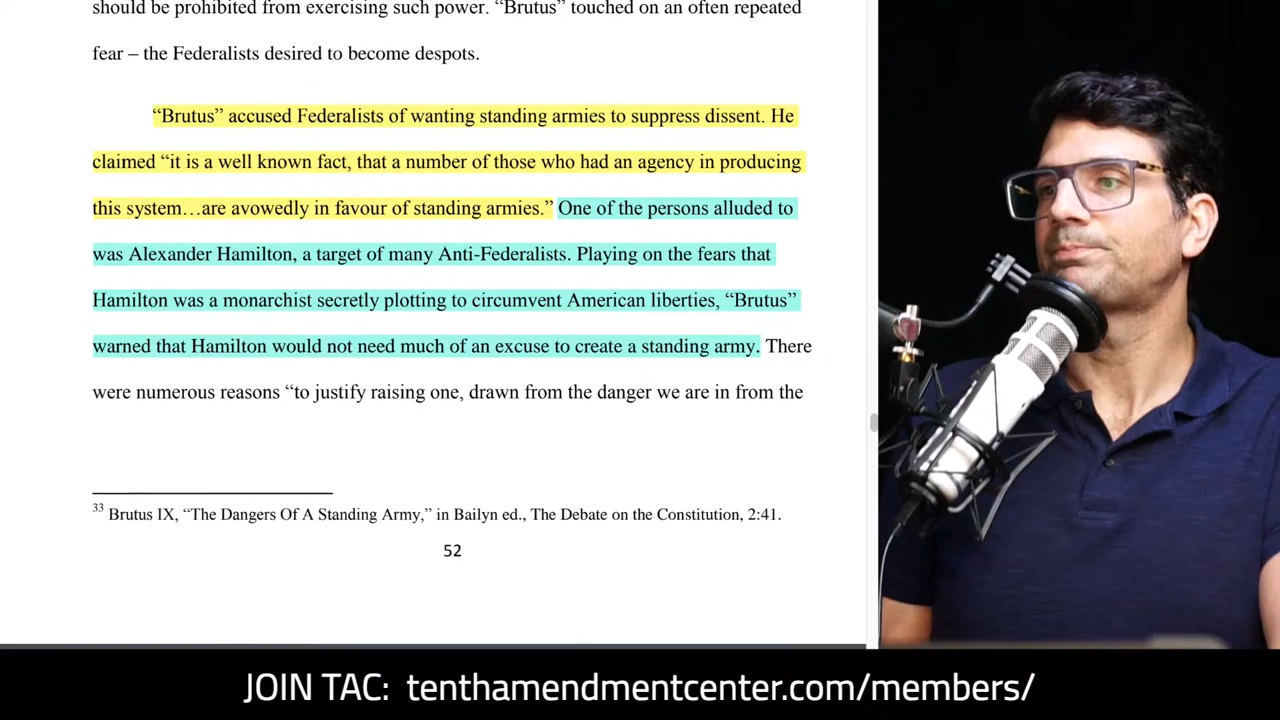 should be prohibited from exercising such power. “Brutus” touched on an often repeated
fear – the Federalists desired to become despots.
“Brutus” accused Federalists of wanting standing armies to suppress dissent. He
claimed “it is a well known fact, that a number of those who had an agency in producing
this system…are avowedly in favour of standing armies.” One of the persons alluded to
was Alexander Hamilton, a target of many Anti-Federalists. Playing on the fears that
Hamilton was a monarchist secretly plotting to circumvent American liberties, “Brutus”
warned that Hamilton would not need much of an excuse to create a standing army. There
were numerous reasons “to justify raising one, drawn from the danger we are in from the
33 Brutus IX, “The Dangers Of A Standing Army,” in Bailyn ed., The Debate on the Constitution, 2:41.
52
JOIN TAC: tenthamendmentcenter.com/members/